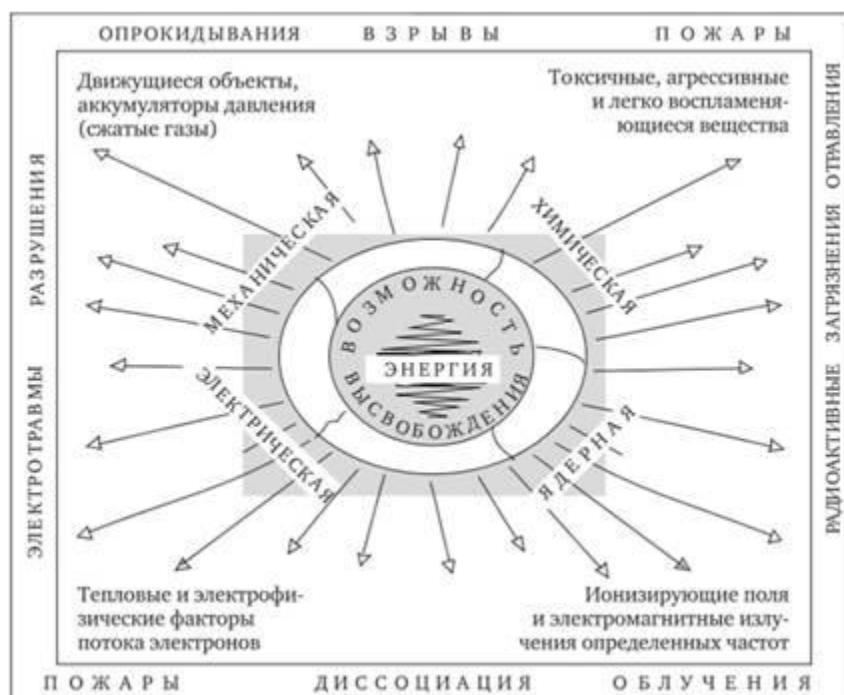 ОПРОКИДЫВАНИЯ ВЗРЫВЫ ПОЖАРЫ
Движущиеся объекты,
аккумуляторы давления
(сжатые газы)
Токсичные, агрессивные
и легко воспламеня-
ющиеся вещества
РАЗРУШЕНИЯ
ЭЛЕКТРОТРАВМЫ
МЕХАНИЧЕСКАЯ
ХИМИЧЕСКАЯ
ВОЗМОЖНОСТЬ
ЭНЕРГИЯ
ВЫСВОБОЖДЕНИЯ
ЭЛЕКТРИЧЕСКАЯ
ЯДЕРНАЯ
ОТРАВЛЕНИЯ
РАДИОАКТИВНЫЕ ЗАГРЯЗНЕНИЯ
Тепловые и электрофи-
зические факторы
потока электронов
Ионизирующие поля
и электромагнитные излу-
чения определенных частот
ПОЖАРЫ ДИССОЦИАЦИЯ ОБЛУЧЕНИЯ